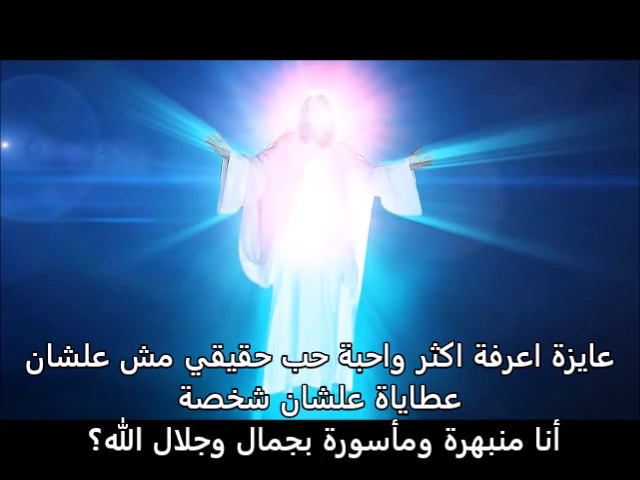 عايزة اعرفة اكثر واحبة حب حقيقي مش علشان
عطاياة علشان شخصة
أنا منبهرة ومأسورة بجمال وجلال الله؟